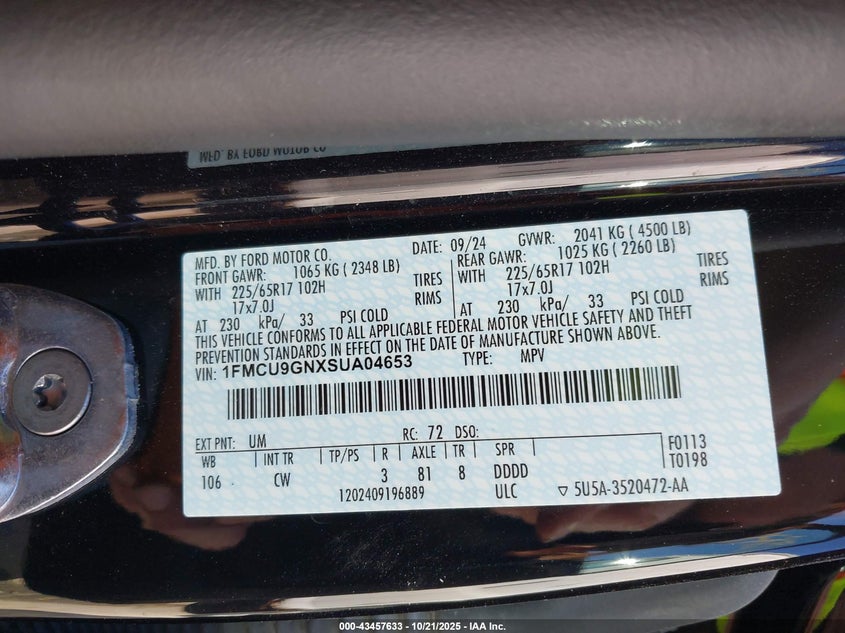 MFD. BY FORD MOTOR CO
MFD. BY FORD MOTOR CO. DATE: 09/24 GVWR: 2041 KG ( 4500 LB)
FRONT GAWR: 1065 KG ( 2348 LB) REAR GAWR: 1025 KG ( 2260 LB)
WITH 225/65R17 102H TIRES WITH 225/65R17 102H TIRES
17x7.0J RIMS 17x7.0J RIMS
AT 230 kPa/ 33 PSI COLD AT 230 kPa/ 33 PSI COLD
THIS VEHICLE CONFORMS TO ALL APPLICABLE FEDERAL MOTOR VEHICLE SAFETY AND THEFT
PREVENTION STANDARDS IN EFFECT ON THE DATE OF MANUFACTURE SHOWN ABOVE.
VIN: 1FMCU9GNXSUA04653 TYPE: MPV
EXT PNT: UM RC: 72 DSO:
WB INT TR TP/PS R AXLE TR SPR F0113
106 CW 3 81 8 DDDD T0198
1202409196889 ULC ▽ 5U5A-3520472-AA
000-43457633 - 10/21/2025 - IAA Inc.